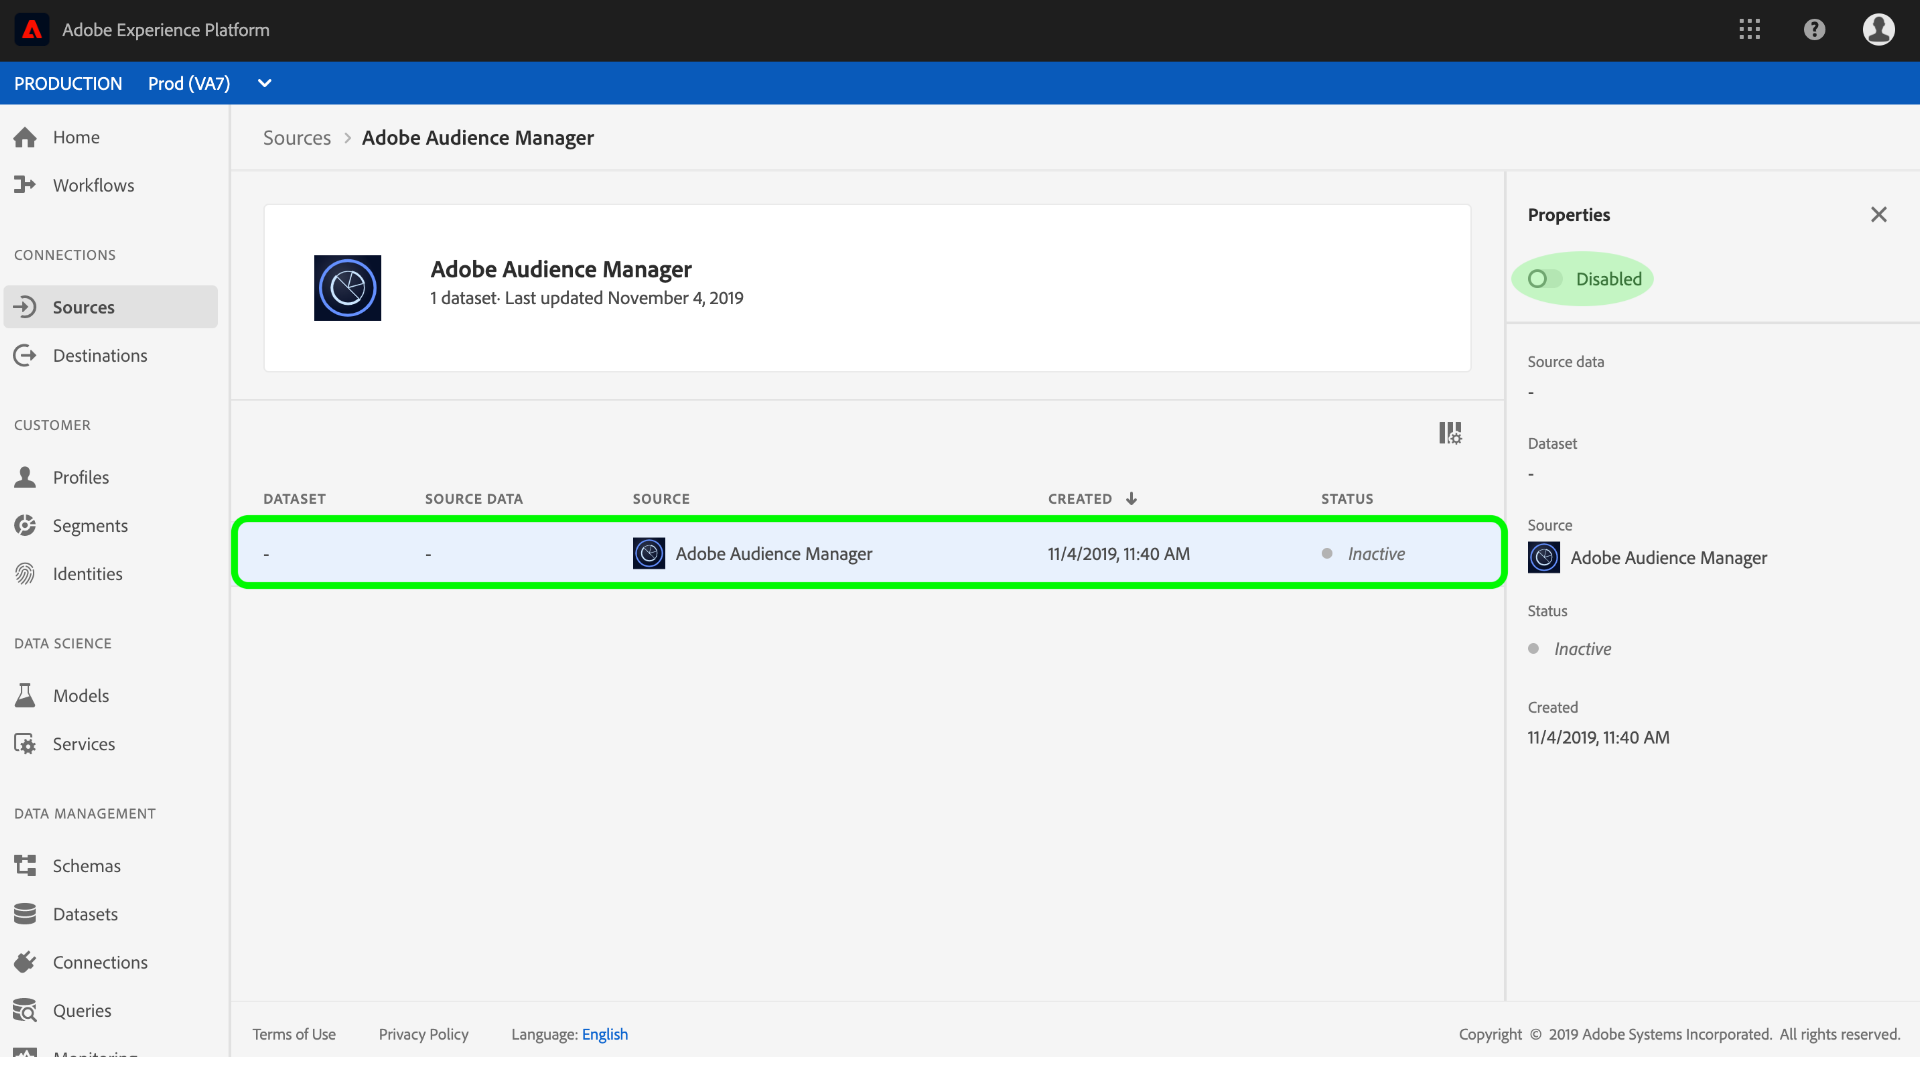 Adobe Experience Platform
PRODUCTION Prod (VA7)
Home
Workflows
CONNECTIONS
Sources
Destinations
CUSTOMER
Profiles
Segments
Identities
DATA SCIENCE
Models
Services
DATA MANAGEMENT
Schemas
Datasets
Connections
Queries
Monitoring
Sources > Adobe Audience Manager
Adobe Audience Manager
1 dataset· Last updated November 4, 2019
DATASET SOURCE DATA SOURCE CREATED ↓ STATUS
- - Adobe Audience Manager 11/4/2019, 11:40 AM Inactive
Properties
Disabled
Source data
-
Dataset
-
Source
Adobe Audience Manager
Status
Inactive
Created
11/4/2019, 11:40 AM
Terms of Use Privacy Policy Language: English
Copyright © 2019 Adobe Systems Incorporated. All rights reserved.